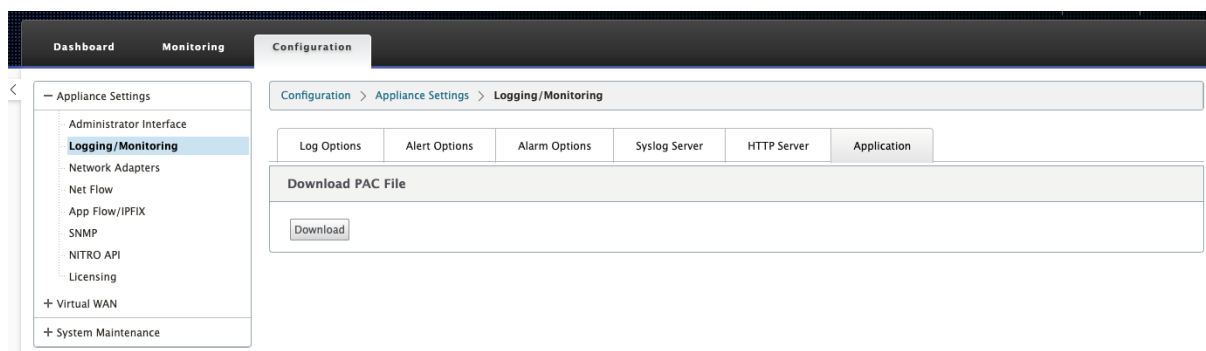 Dashboard Monitoring Configuration
− Appliance Settings
Administrator Interface
Logging/Monitoring
Network Adapters
Net Flow
App Flow/IPFIX
SNMP
NITRO API
Licensing
+ Virtual WAN
+ System Maintenance
Configuration > Appliance Settings > Logging/Monitoring
Log Options Alert Options Alarm Options Syslog Server HTTP Server Application
Download PAC File
Download